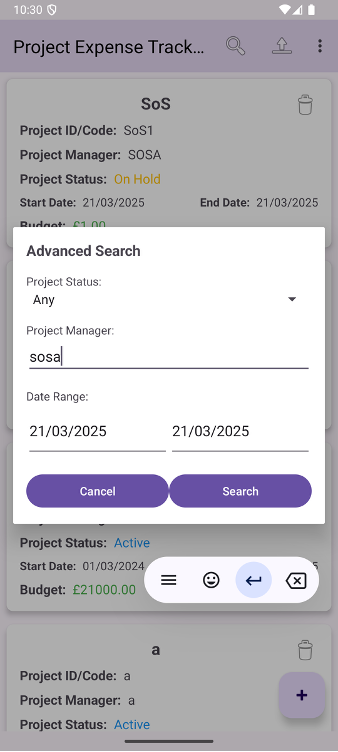 10:30
Project Expense Track...
SoS
Project ID/Code: SoS1
Project Manager: SOSA
Project Status: On Hold
Start Date: 21/03/2025 End Date: 21/03/2025
Budget: £1.00
Advanced Search
Project Status:
Any
Project Manager:
sosa
Date Range:
21/03/2025 21/03/2025
Cancel Search
Project Status: Active
Start Date: 01/03/2024
Budget: £21000.00
a
Project ID/Code: a
Project Manager: a
Project Status: Active
+